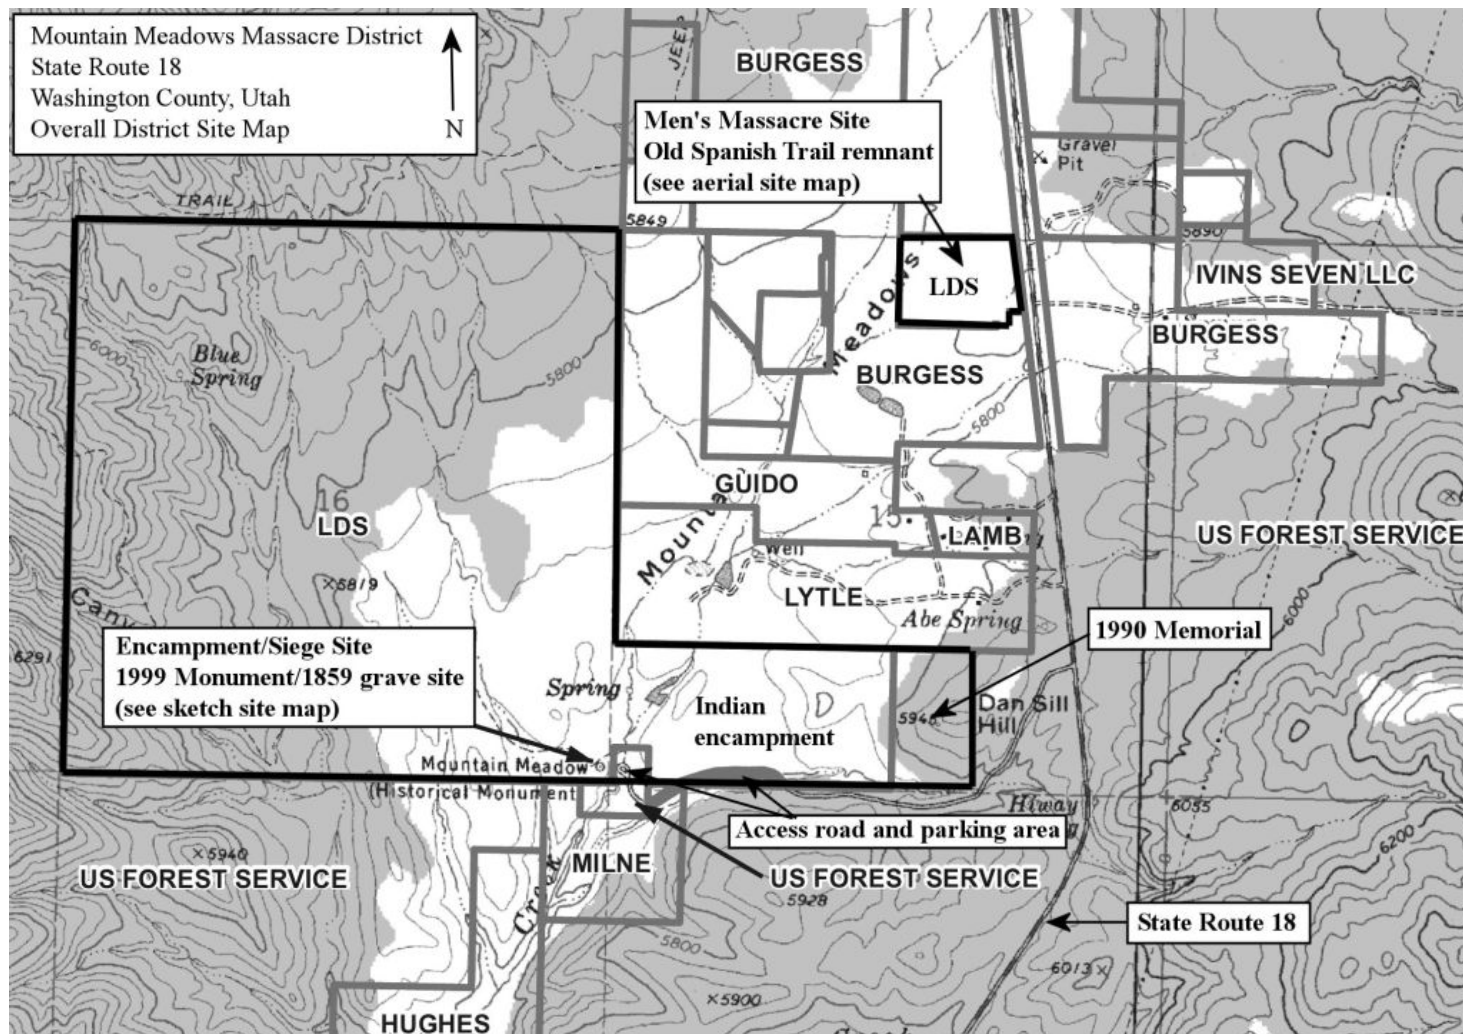 Mountain Meadows Massacre District
State Route 18
Washington County, Utah
Overall District Site Map
N
JEEP
BURGESS
Men's Massacre Site
Old Spanish Trail remnant
(see aerial site map)
Gravel
Pit
TRAIL
5849
5890
IVINS SEVEN LLC
LDS
Meadows
BURGESS
6000
Blue
Spring
5800
BURGESS
5800
GUIDO
16
LDS
15
LAMB
US FOREST SERVICE
Mounta
Well
×5819
LYTLE
Abe Spring
6000
Encampment/Siege Site
1999 Monument/1859 grave site
(see sketch site map)
1990 Memorial
6291
Spring
Indian
encampment
Dan Sill
Hill
Mountain Meadow
(Historical Monument
Hiway
6055
Access road and parking area
6200
×5940
US FOREST SERVICE
MILNE
US FOREST SERVICE
5928
Creek
State Route 18
5800
6013×
×5900
HUGHES